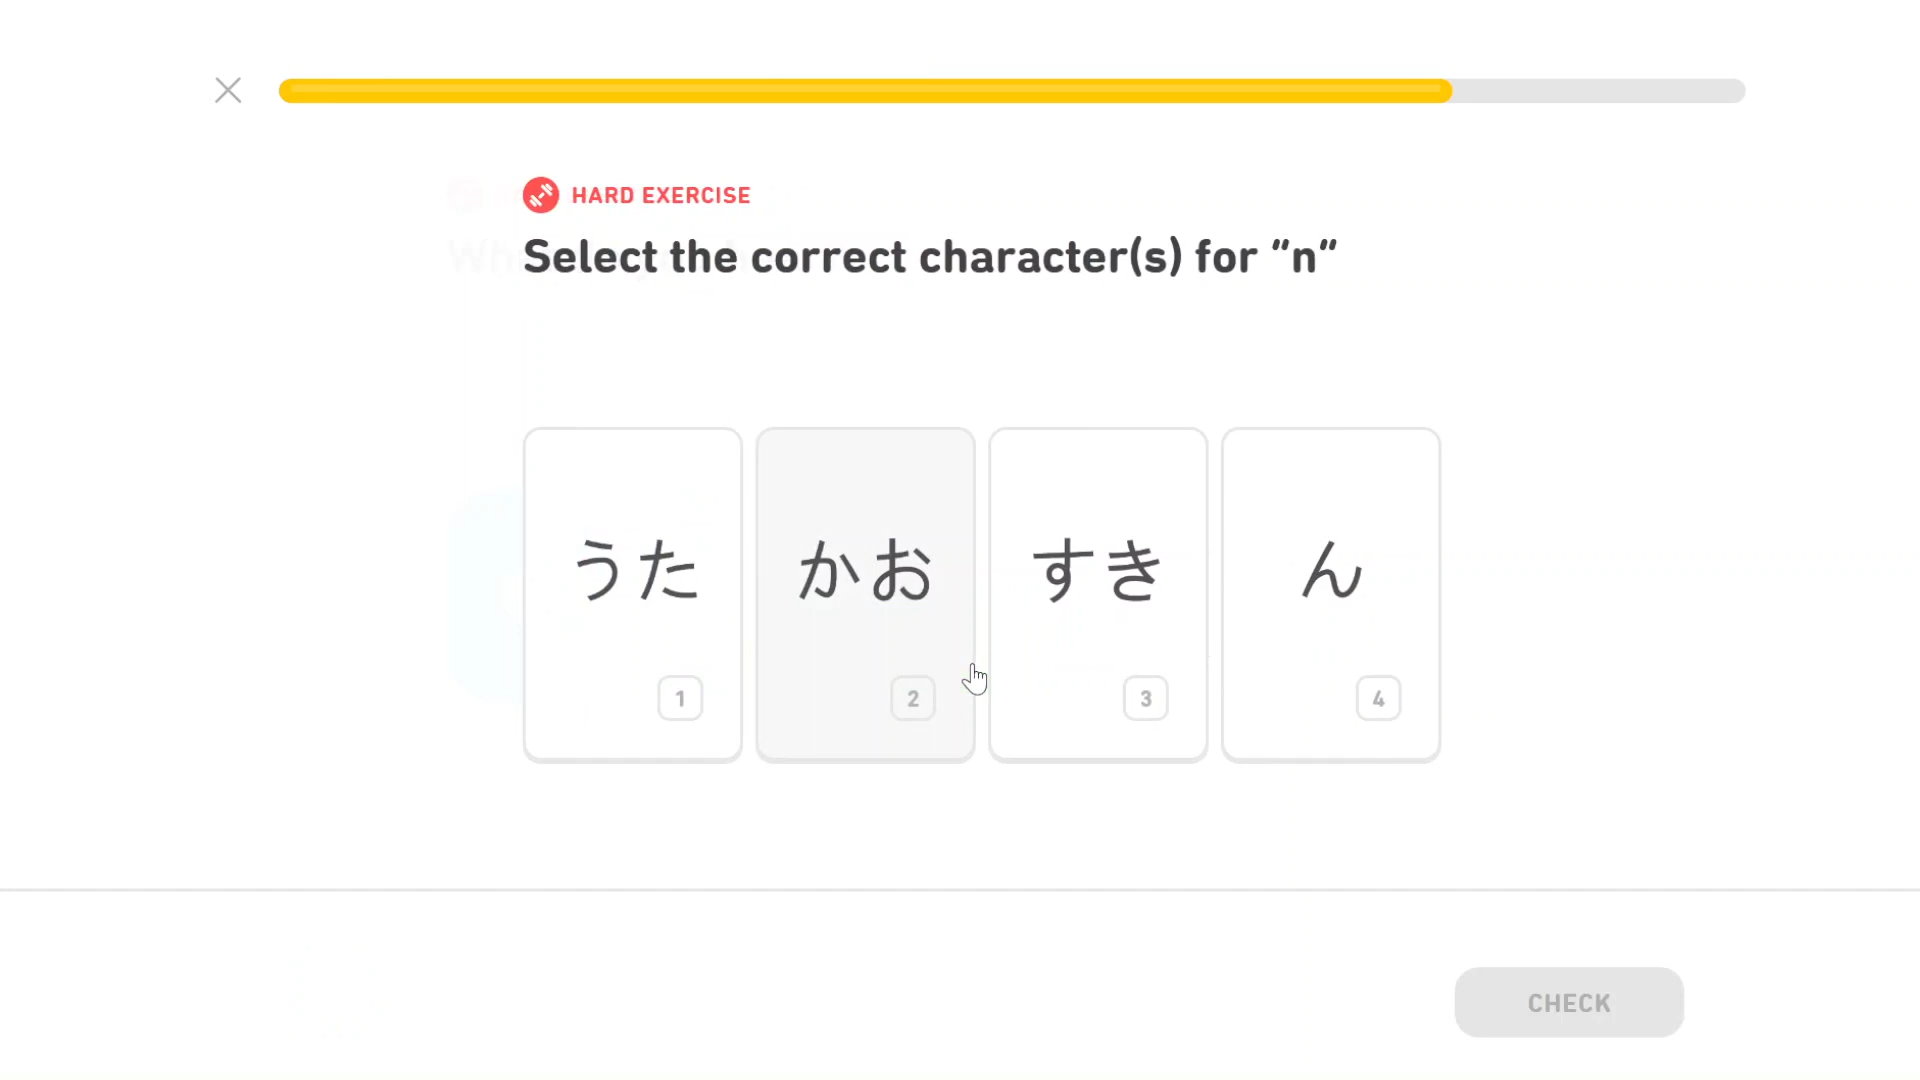 HARD EXERCISE
Select the correct character(s) for "n"
うた
かお
すき
ん
1
2
3
4
CHECK